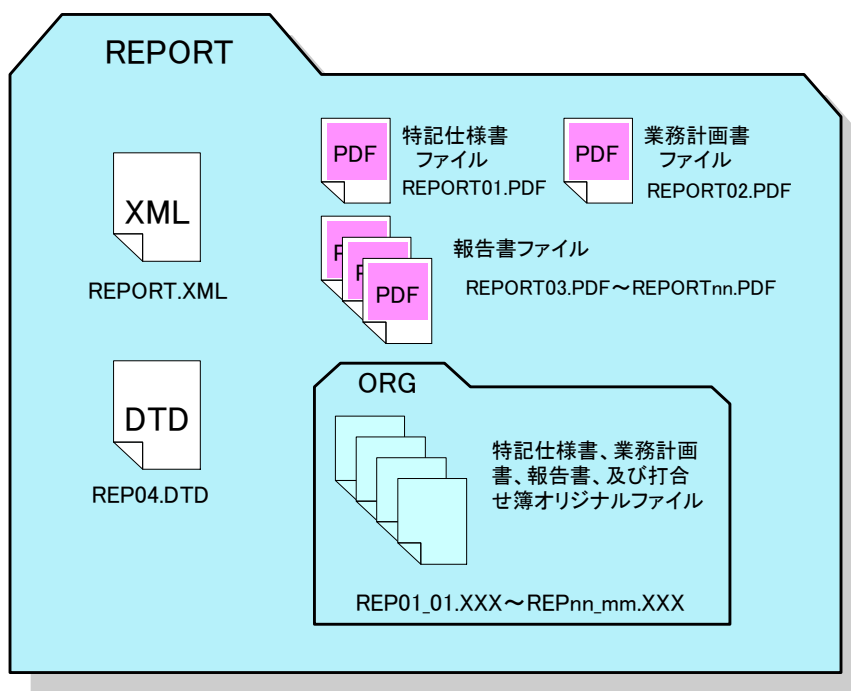 REPORT
XML
REPORT.XML
DTD
REP04.DTD
PDF
特記仕様書
ファイル
REPORT01.PDF
PDF
業務計画書
ファイル
REPORT02.PDF
PDF
報告書ファイル
REPORT03.PDF～REPORTnn.PDF
ORG
特記仕様書、業務計画
書、報告書、及び打合
せ簿オリジナルファイル
REP01_01.XXX～REPnn_mm.XXX